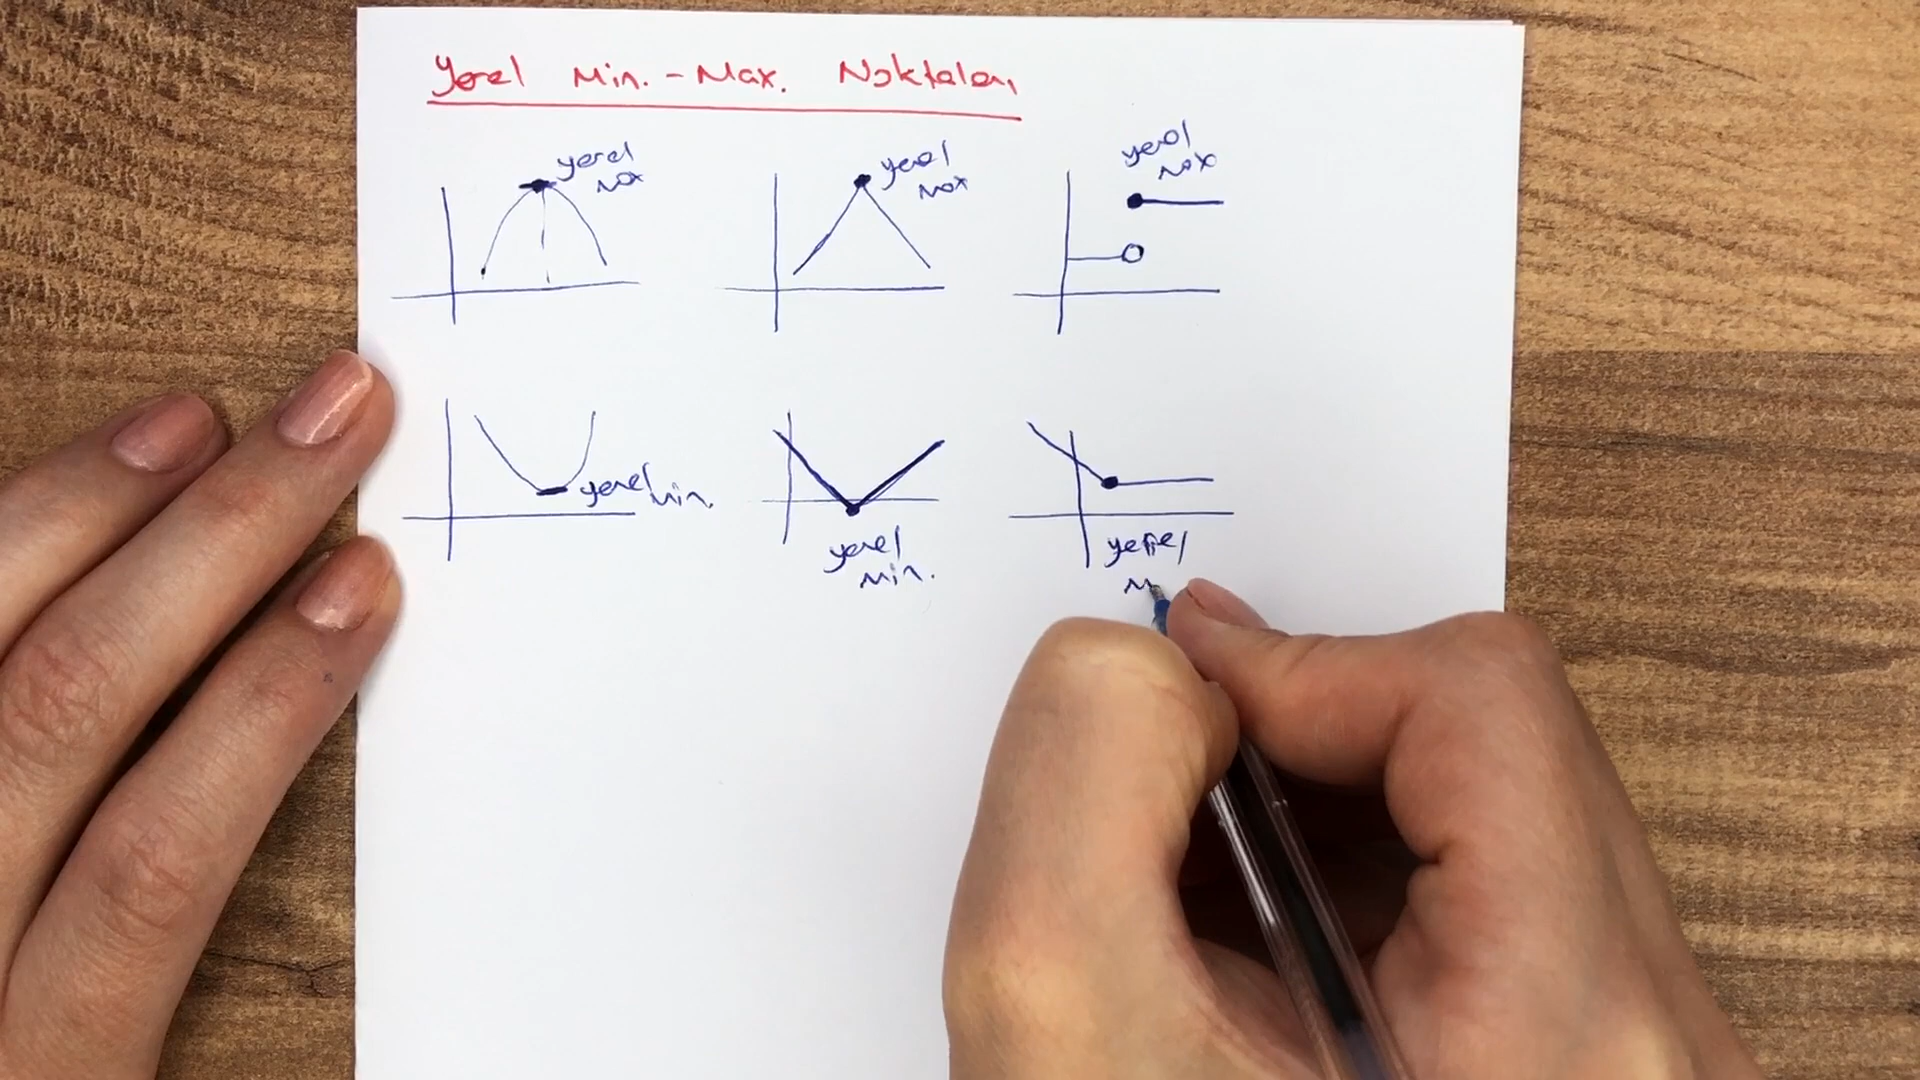 Yerel Min. - Max. Noktaları
yerel
max
yerel
max
yerel
max
yerel min.
yerel
min.
yerel
m